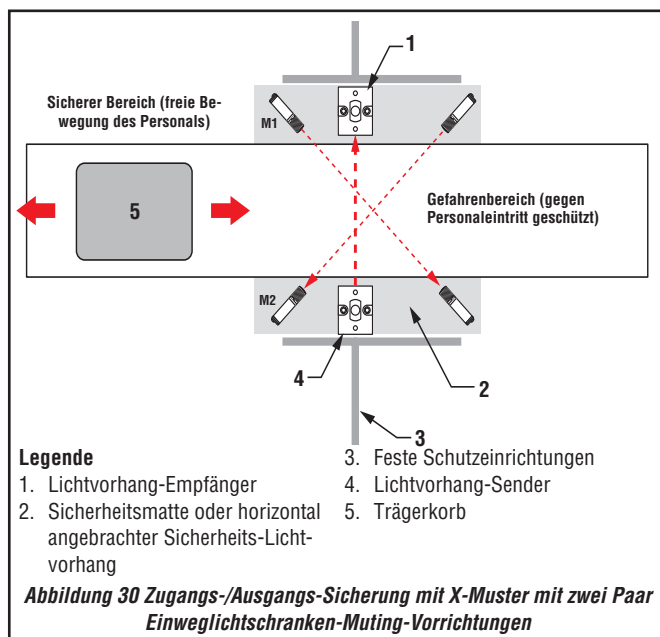 1
Sicherer Bereich (freie Be-
wegung des Personals)
M1
5
Gefahrenbereich (gegen
Personaleintritt geschützt)
M2
4
2
3
Legende
1. Lichtvorhang-Empfänger
2. Sicherheitsmatte oder horizontal
angebrachter Sicherheits-Licht-
vorhang
3. Feste Schutzeinrichtungen
4. Lichtvorhang-Sender
5. Trägerkorb
Abbildung 30 Zugangs-/Ausgangs-Sicherung mit X-Muster mit zwei Paar
Einweglichtschranken-Muting-Vorrichtungen